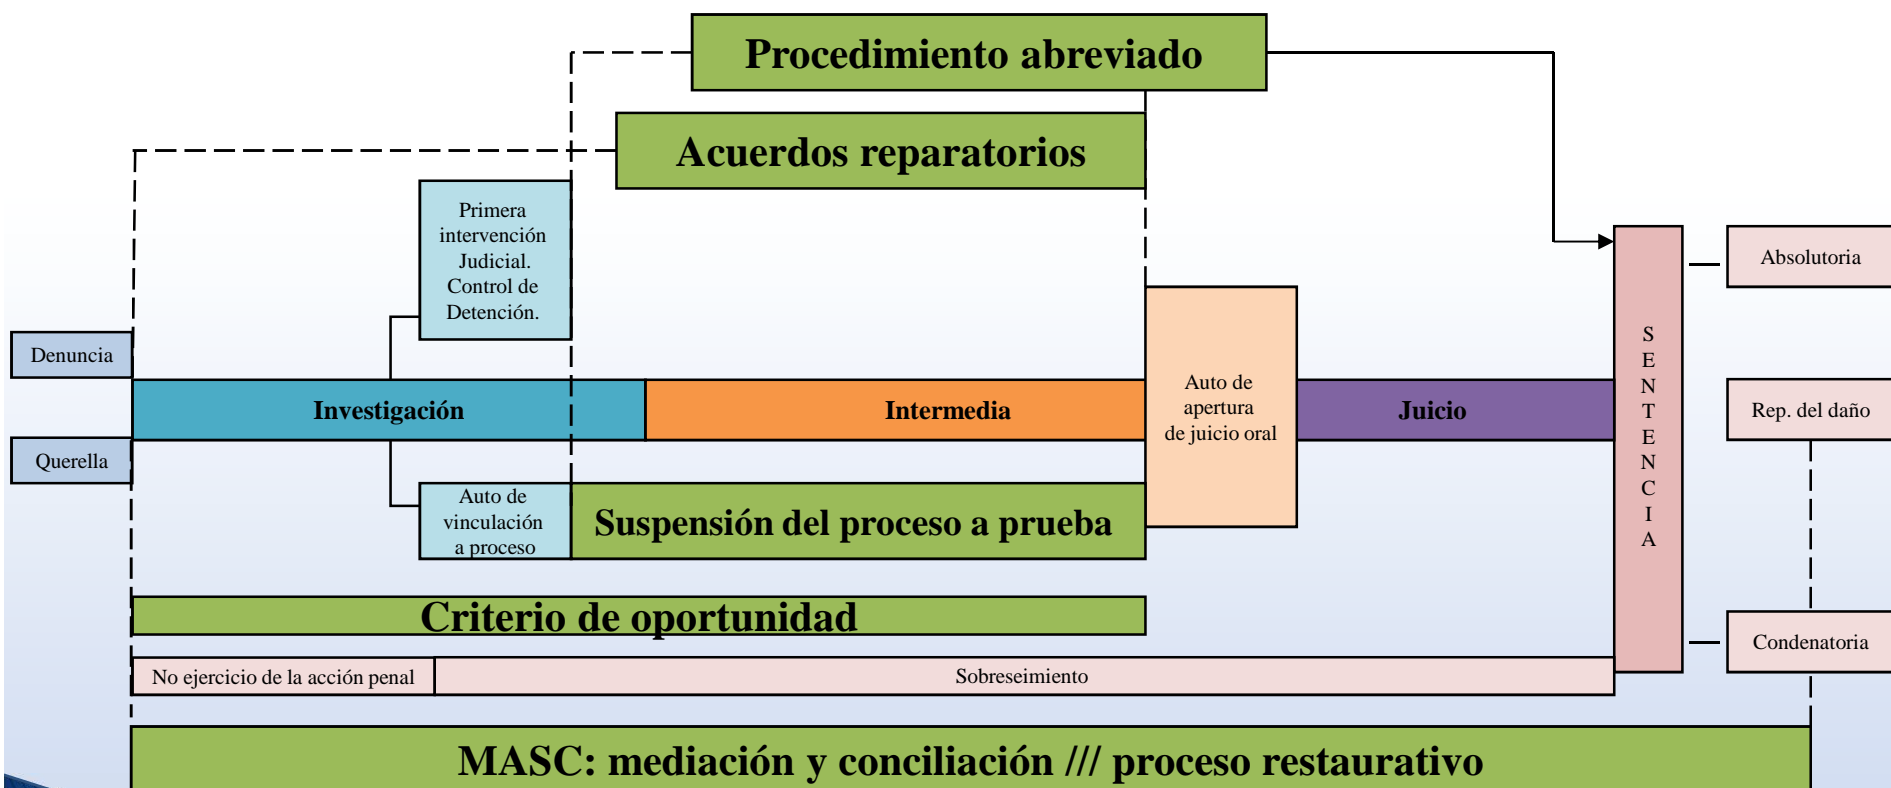 Procedimiento abreviado
Acuerdos reparatorios
Primera
intervención
Judicial.
Control de
Detención.
Absolutoria
Denuncia
Investigación
Intermedia
Auto de
apertura
de juicio oral
Juicio
S
E
N
T
E
N
C
I
A
Rep. del daño
Querella
Auto de
vinculación
a proceso
Suspensión del proceso a prueba
Criterio de oportunidad
Condenatoria
No ejercicio de la acción penal
Sobreseimiento
MASC: mediación y conciliación /// proceso restaurativo